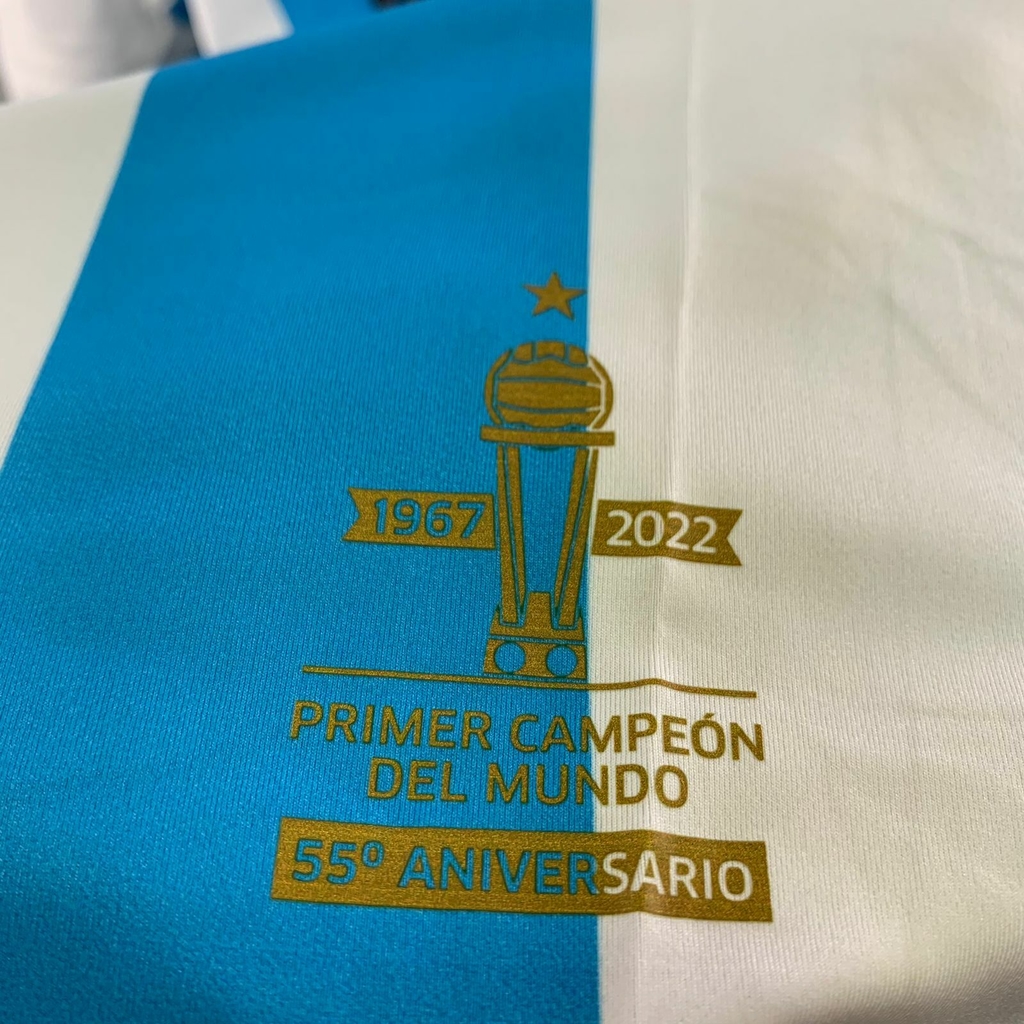 1967 2022
PRIMER CAMPEÓN
DEL MUNDO
55º ANIVERSARIO